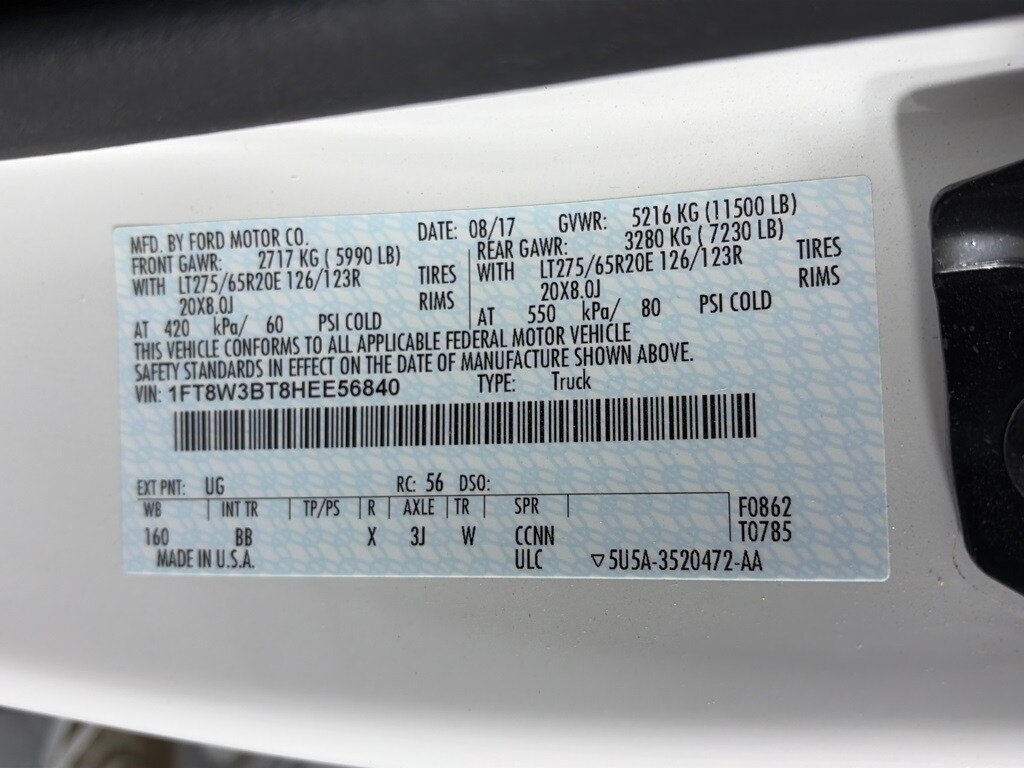 MFD. BY FORD MOTOR CO. DATE: 08/17 GVWR: 5216 KG (11500 LB)
FRONT GAWR: 2717 KG ( 5990 LB) REAR GAWR: 3280 KG ( 7230 LB)
WITH LT275/65R20E 126/123R TIRES WITH LT275/65R20E 126/123R TIRES
20X8.0J RIMS 20X8.0J RIMS
AT 420 kPa/ 60 PSI COLD AT 550 kPa/ 80 PSI COLD
THIS VEHICLE CONFORMS TO ALL APPLICABLE FEDERAL MOTOR VEHICLE
SAFETY STANDARDS IN EFFECT ON THE DATE OF MANUFACTURE SHOWN ABOVE.
VIN: 1FT8W3BT8HEE56840 TYPE: Truck
EXT PNT: UG RC: 56 DSO:
WB INT TR TP/PS R AXLE TR SPR F0862
160 BB X 3J W CCNN T0785
MADE IN U.S.A. ULC ▽5U5A-3520472-AA